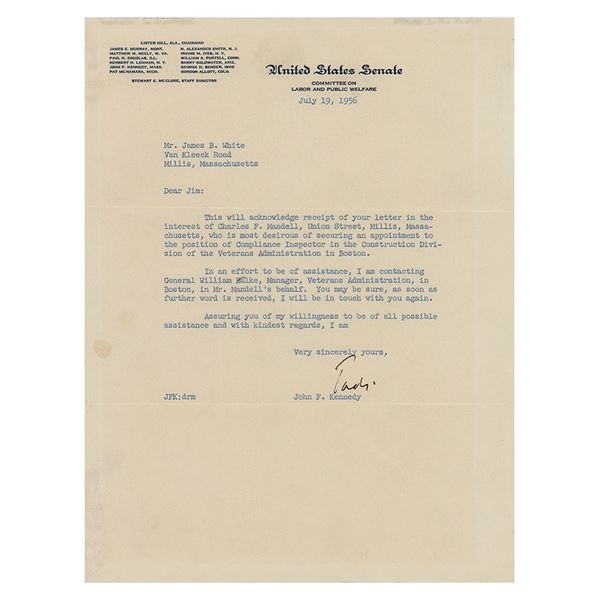 LISTER HILL, ALA., CHAIRMAN
JAMES E. MURRAY, MONT. H. ALEXANDER SMITH, N. J.
MATTHEW M. NEELY, W. VA. IRVING M. IVES, N. Y.
PAUL H. DOUGLAS, ILL. WILLIAM A. PURTELL, CONN.
HERBERT H. LEHMAN, N. Y. BARRY GOLDWATER, ARIZ.
JOHN F. KENNEDY, MASS. GEORGE H. BENDER, OHIO
PAT MCNAMARA, MICH. GORDON ALLOTT, COLO.
STEWART E. MCCLURE, STAFF DIRECTOR
United States Senate
COMMITTEE ON
LABOR AND PUBLIC WELFARE
July 19, 1956
Mr. James B. White
Van Kleeck Road
Millis, Massachusetts
Dear Jim:
This will acknowledge receipt of your letter in the
interest of Charles F. Mandell, Union Street, Millis, Massa-
chusetts, who is most desirous of securing an appointment to
the position of Compliance Inspector in the Construction Divi-
sion of the Veterans Administration in Boston.
In an effort to be of assistance, I am contacting
General William Manager, Veterans Administration, in
Boston, in Mr. Mandell's behalf. You may be sure, as soon as
further word is received, I will be in touch with you again.
Assuring you of my willingness to be of all possible
assistance and with kindest regards, I am
Very sincerely yours,
JFK:drm John F. Kennedy